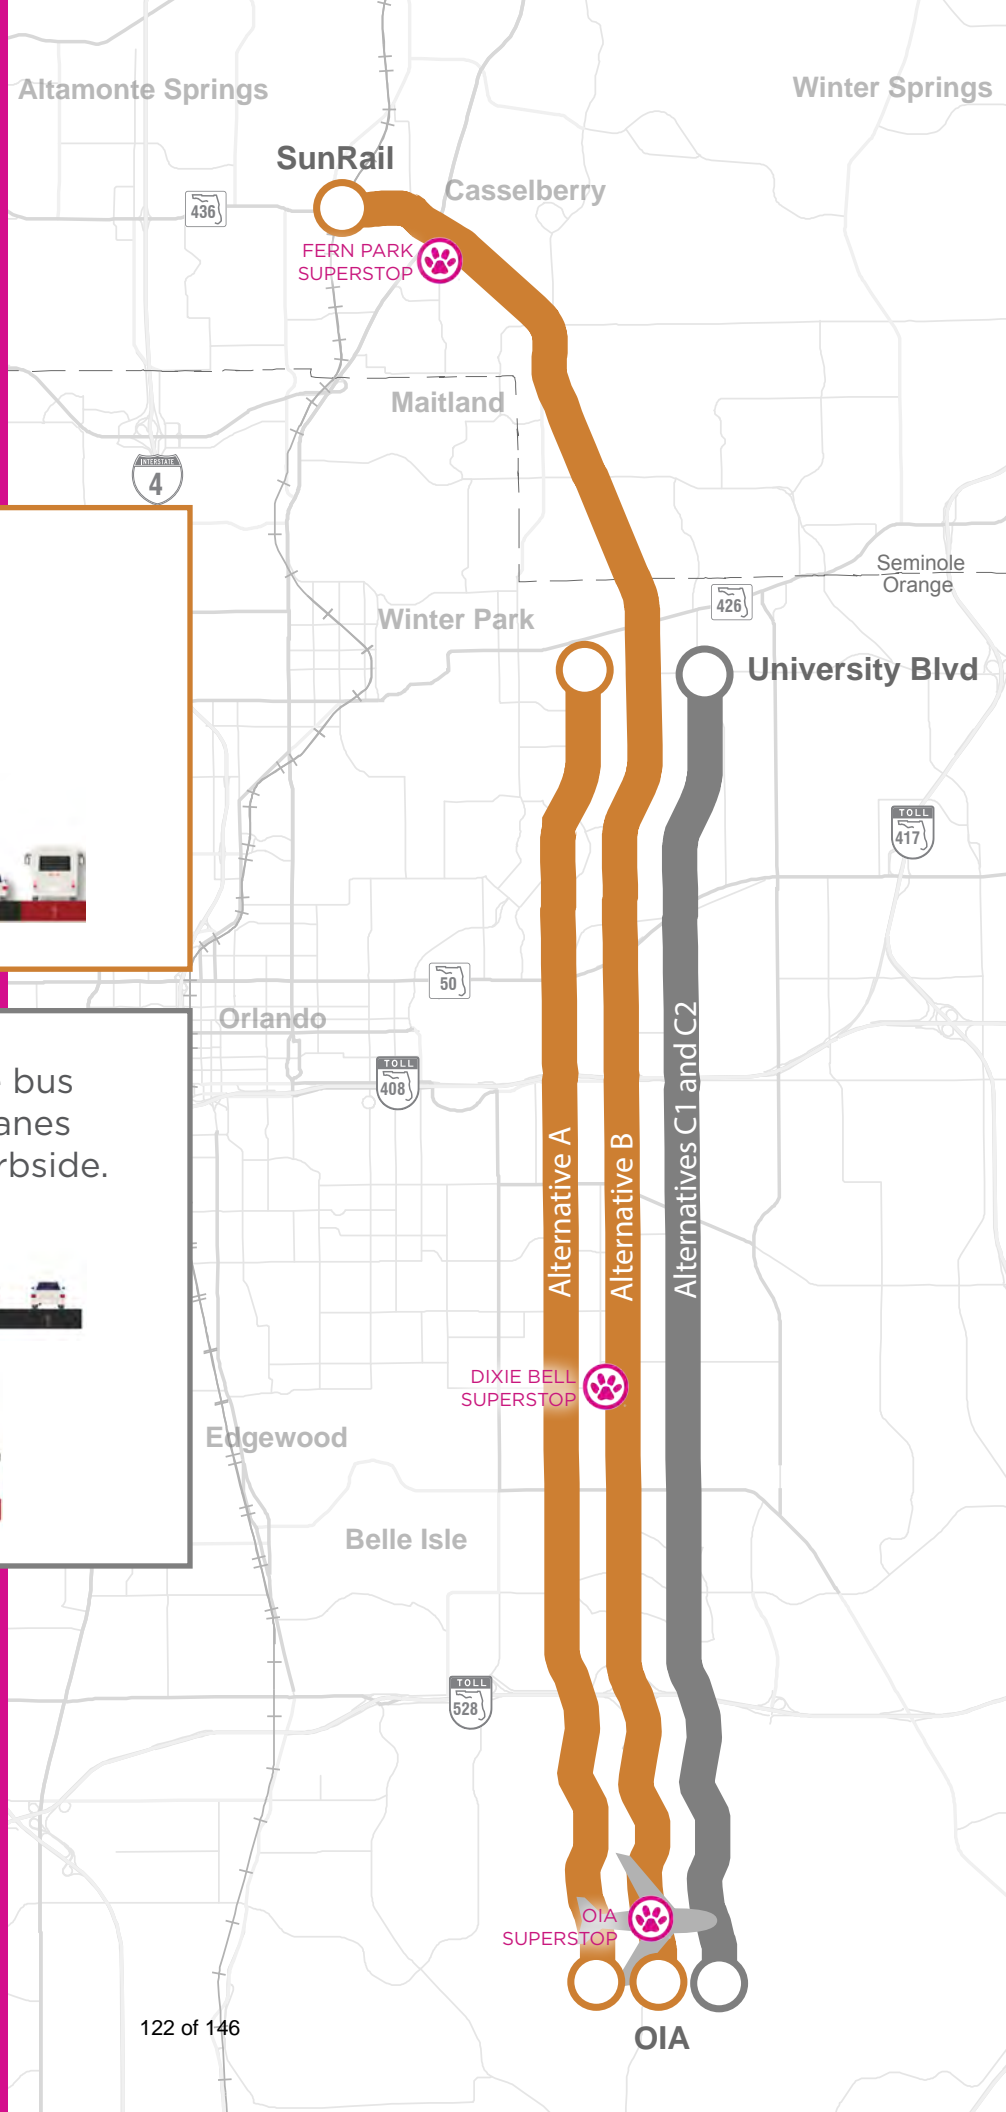 Altamonte Springs
Winter Springs
SunRail
Casselberry
436
FERN PARK
SUPERSTOP
Maitland
INTERSTATE
4
Seminole
Orange
426
Winter Park
University Blvd
TOLL
417
50
Orlando
TOLL
408
bus
anes
rbside.
Alternative A
Alternative B
Alternatives C1 and C2
DIXIE BELL
SUPERSTOP
Edgewood
Belle Isle
TOLL
528
OIA
SUPERSTOP
122 of 146
OIA